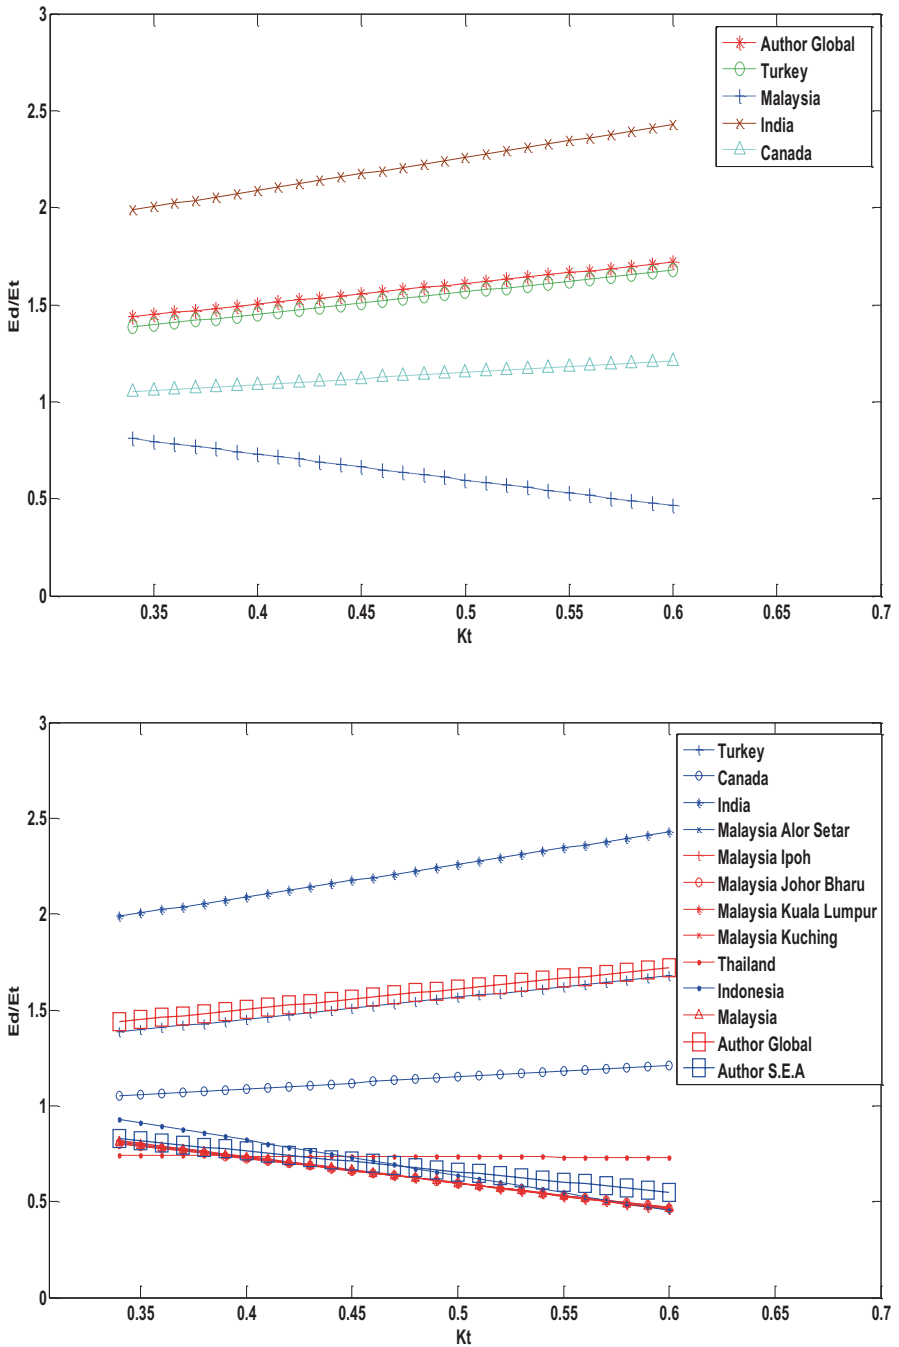 3
2.5
2
1.5
1
0.5
0
Ed/Et
0.35 0.4 0.45 0.5 0.55 0.6 0.65 0.7
Kt
Author Global
Turkey
Malaysia
India
Canada
3
2.5
2
1.5
1
0.5
0
Ed/Et
0.35 0.4 0.45 0.5 0.55 0.6 0.65 0.7
Kt
Turkey
Canada
India
Malaysia Alor Setar
Malaysia Ipoh
Malaysia Johor Bharu
Malaysia Kuala Lumpur
Malaysia Kuching
Thailand
Indonesia
Malaysia
Author Global
Author S.E.A